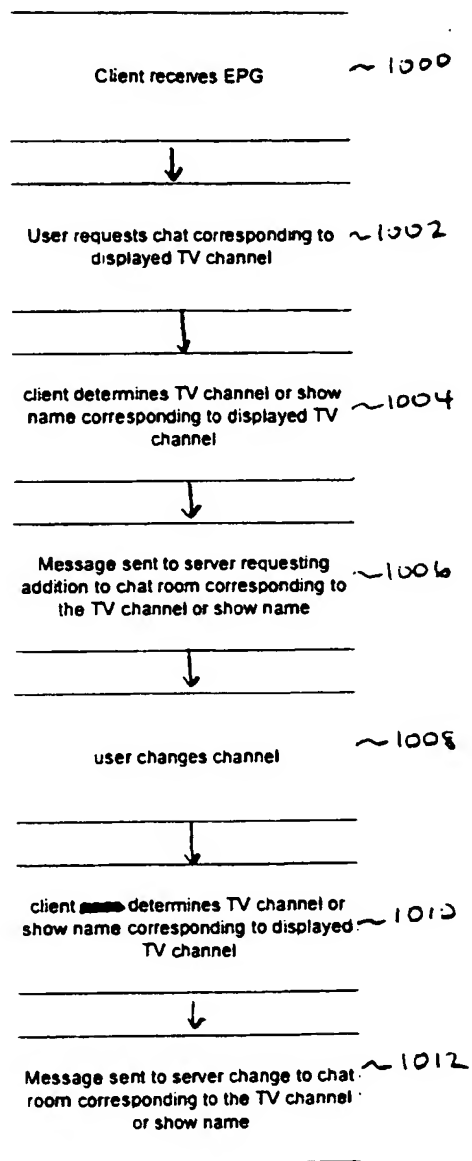 Client receives EPG ~1000
User requests chat corresponding to ~1002
displayed TV channel
client determines TV channel or show
name corresponding to displayed TV ~1004
channel
Message sent to server requesting
addition to chat room corresponding to ~1006
the TV channel or show name
user changes channel ~1008
client determines TV channel or
show name corresponding to displayed ~1010
TV channel
Message sent to server change to chat ~1012
room corresponding to the TV channel
or show name